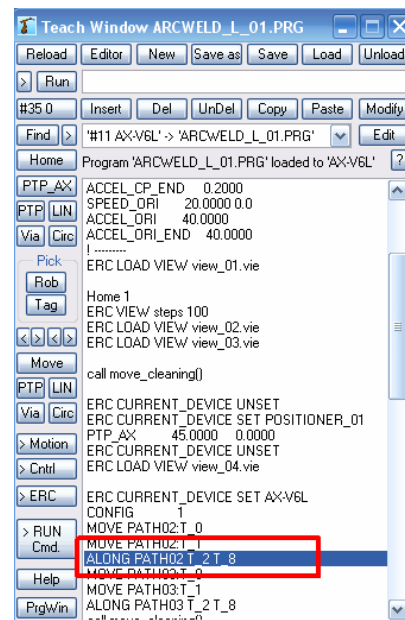 Teach Window ARCWELD_L_01.PRG
Reload Editor New Save as Save Load Unload
> Run
#35 0 Insert Del UnDel Copy Paste Modify
Find > '#11 AX-V6L' -> 'ARCWELD_L_01.PRG' Edit
Home Program 'ARCWELD_L_01.PRG' loaded to 'AX-V6L' ?
PTP_AX
PTP LIN
Via Circ
Pick
Rob
Tag
< > < >
Move
PTP LIN
Via Circ
> Motion
> Cntrl
> ERC
> RUN
Cmd.
Help
PrgWin
ACCEL_CP_END 0.2000
SPEED_ORI 20.0000 0.0
ACCEL_ORI 40.0000
ACCEL_ORI_END 40.0000
! ---------
ERC LOAD VIEW view_01.vie
Home 1
ERC VIEW steps 100
ERC LOAD VIEW view_02.vie
ERC LOAD VIEW view_03.vie
call move_cleaning()
ERC CURRENT_DEVICE UNSET
ERC CURRENT_DEVICE SET POSITIONER_01
PTP_AX 45.0000 0.0000
ERC CURRENT_DEVICE UNSET
ERC LOAD VIEW view_04.vie
ERC CURRENT_DEVICE SET AX-V6L
CONFIG 1
MOVE PATH02:T_0
MOVE PATH02:T_1
ALONG PATH02 T_2 T_8
MOVE PATH03:T_0
MOVE PATH03:T_1
ALONG PATH03 T_2 T_8
call move_cleaning()